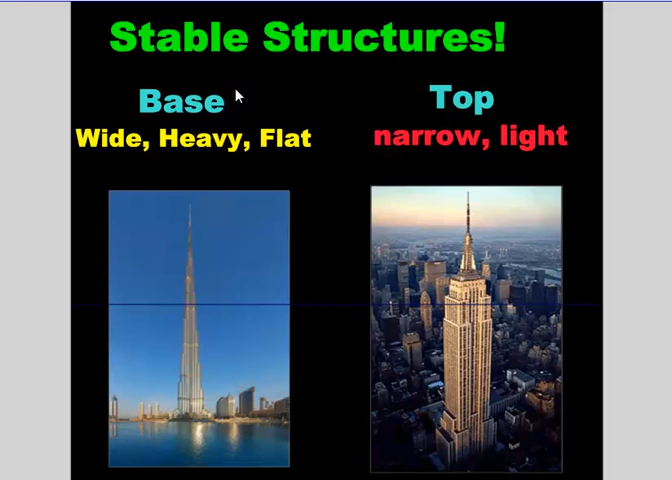 Stable Structures!
Base
Wide, Heavy, Flat
Top
narrow, light